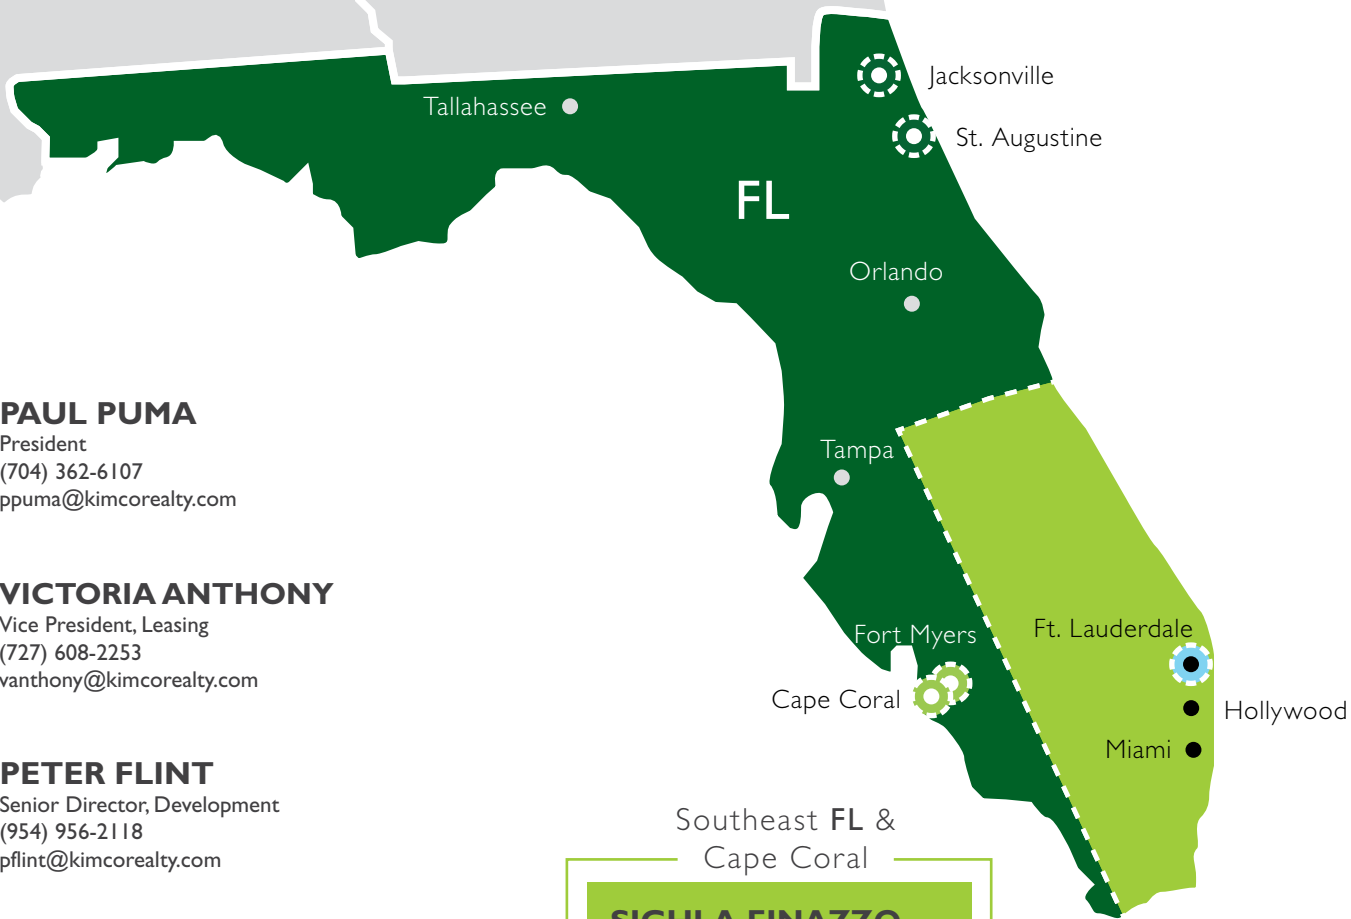 Jacksonville
Tallahassee
St. Augustine
FL
Orlando
PAUL PUMA
President
(704) 362-6107
ppuma@kimcorealty.com
Tampa
VICTORIA ANTHONY
Vice President, Leasing
(727) 608-2253
vanthony@kimcorealty.com
Fort Myers
Ft. Lauderdale
Cape Coral
Hollywood
Miami
PETER FLINT
Senior Director, Development
(954) 956-2118
pflint@kimcorealty.com
Southeast FL &
Cape Coral